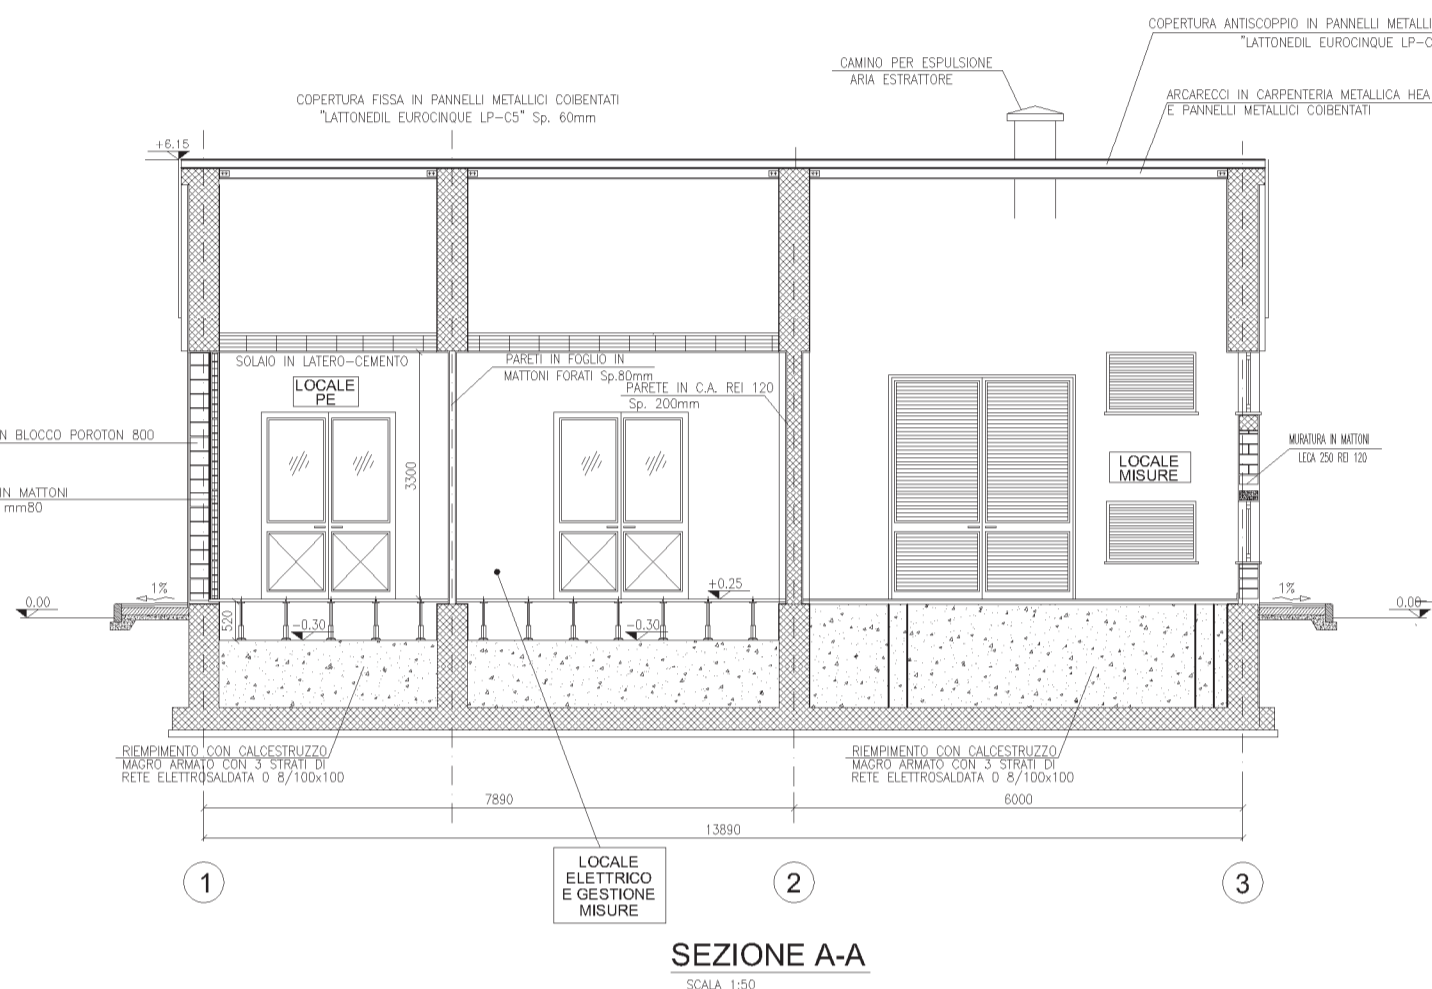 COPERTURA ANTISCOPPIO IN PANNELLI METALLI
"LATTONEDIL EUROCINQUE LP-C
CAMINO PER ESPULSIONE
ARIA ESTRATTORE
COPERTURA FISSA IN PANNELLI METALLICI COIBENTATI
"LATTONEDIL EUROCINQUE LP-C5" Sp. 60mm
ARCARECCI IN CARPENTERIA METALLICA HEA
E PANNELLI METALLICI COIBENTATI
+6.15
SOLAIO IN LATERO-CEMENTO
LOCALE
PE
PARETI IN FOGLIO IN
MATTONI FORATI Sp.80mm
PARETE IN C.A. REI 120
Sp. 200mm
N BLOCCO POROTON 800
IN MATTONI
mm80
3300
LOCALE
MISURE
MURATURA IN MATTONI
LECA 250 REI 120
1%
0.00
520
-0.30
-0.30
+0.25
1%
0.00
RIEMPIMENTO CON CALCESTRUZZO
MAGRO ARMATO CON 3 STRATI DI
RETE ELETTROSALDATA O 8/100x100
RIEMPIMENTO CON CALCESTRUZZO
MAGRO ARMATO CON 3 STRATI DI
RETE ELETTROSALDATA O 8/100x100
7890
6000
13890
LOCALE
ELETTRICO
E GESTIONE
MISURE
1
2
3
SEZIONE A-A
SCALA 1:50